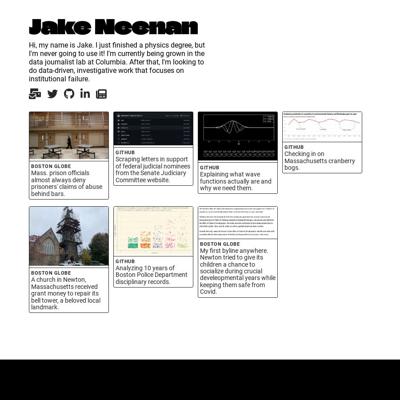 Jake Neenan
Hi, my name is Jake. I just finished a physics degree, but
I'm never going to use it! I'm currently being grown in the
data journalist lab at Columbia. After that, I'm looking to
do data-driven, investigative work that focuses on
institutional failure.
BOSTON GLOBE
Mass. prison officials
almost always deny
prisoners' claims of abuse
behind bars.
GITHUB
Scraping letters in support
of federal judicial nominees
from the Senate Judiciary
Committee website.
GITHUB
Explaining what wave
functions actually are and
why we need them.
GITHUB
Checking in on
Massachusetts cranberry
bogs.
BOSTON GLOBE
A church in Newton,
Massachusetts received
grant money to repair its
bell tower, a beloved local
landmark.
GITHUB
Analyzing 10 years of
Boston Police Department
disciplinary records.
BOSTON GLOBE
My first byline anywhere.
Newton tried to give its
children a chance to
socialize during crucial
develeopmental years while
keeping them safe from
Covid.